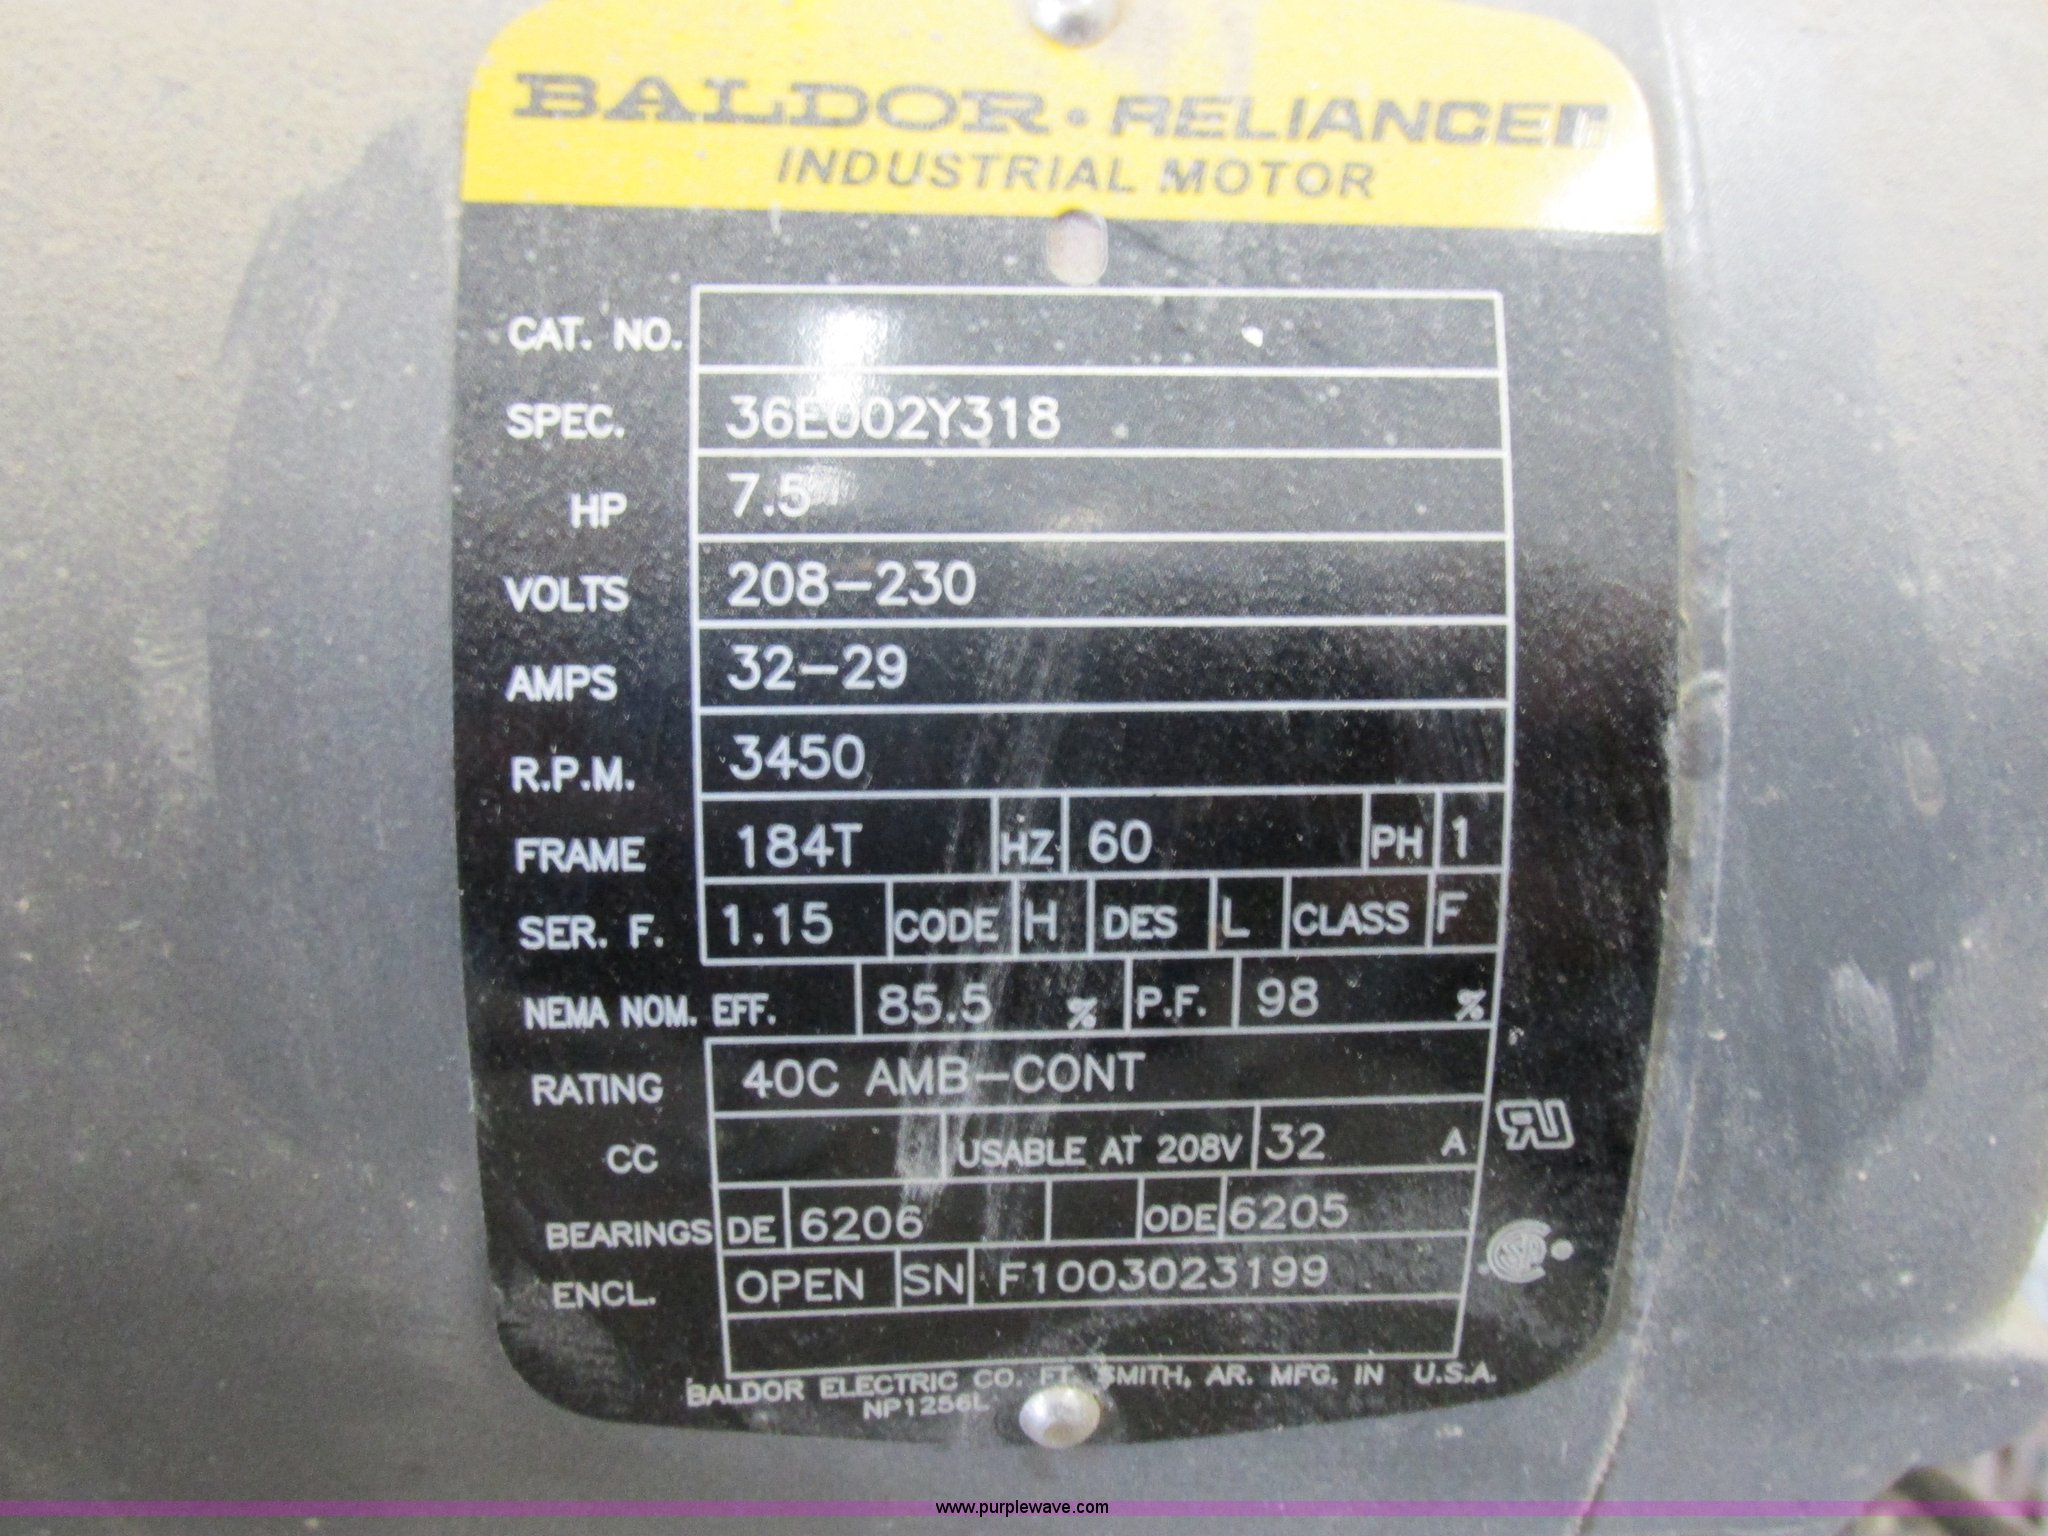 BALDOR • RELIANCER
INDUSTRIAL MOTOR
CAT. NO.
SPEC. 36E002Y318
HP 7.5
VOLTS 208-230
AMPS 32-29
R.P.M. 3450
FRAME 184T HZ 60 PH 1
SER. F. 1.15 CODE H DES L CLASS F
NEMA NOM. EFF. 85.5 % P.F. 98 %
RATING 40C AMB-CONT
CC USABLE AT 208V 32 A
BEARINGS DE 6206 ODE 6205
ENCL. OPEN SN F1003023199
BALDOR ELECTRIC CO. FT. SMITH, AR. MFG. IN U.S.A.
NP1256L
www.purplewave.com